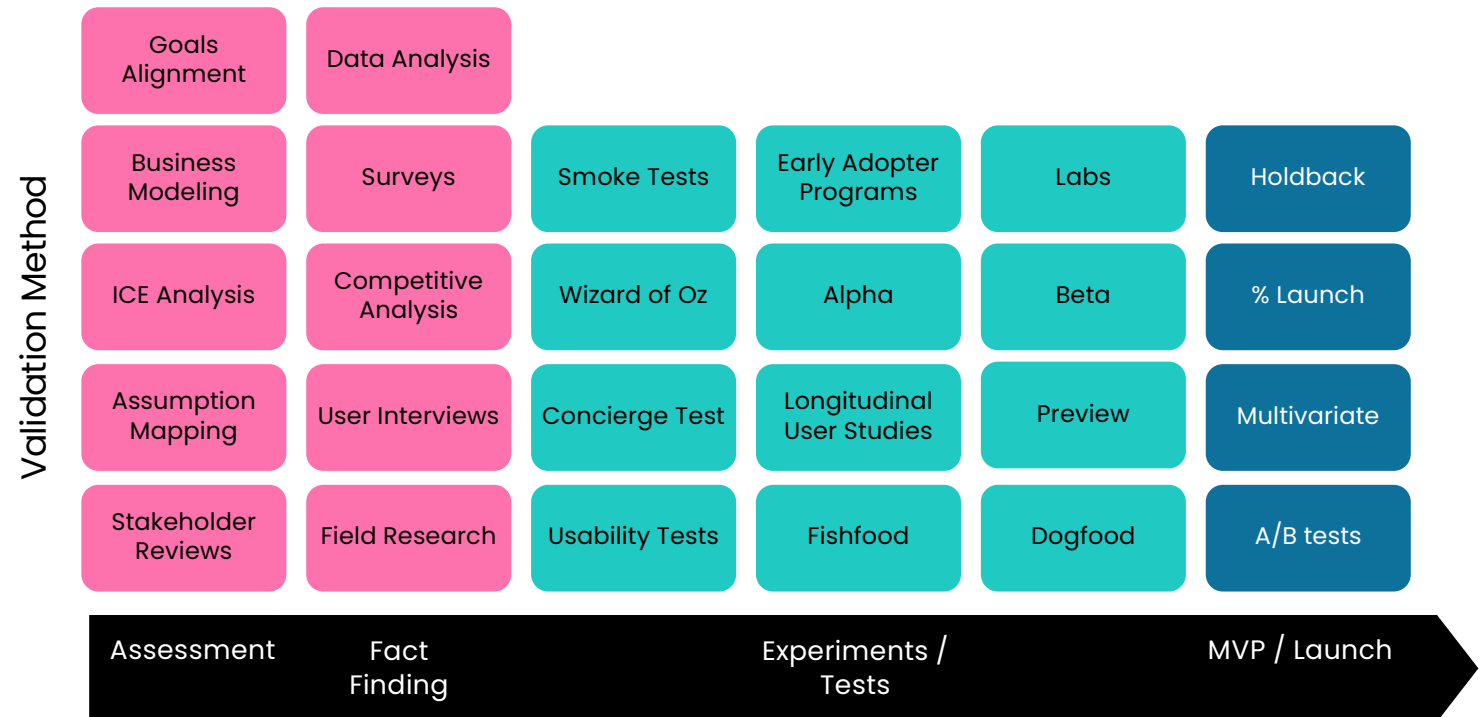 Validation Method
Goals
Alignment
Data Analysis
Business
Modeling
Surveys
Smoke Tests
Early Adopter
Programs
Labs
Holdback
ICE Analysis
Competitive
Analysis
Wizard of Oz
Alpha
Beta
% Launch
Assumption
Mapping
User Interviews
Concierge Test
Longitudinal
User Studies
Preview
Multivariate
Stakeholder
Reviews
Field Research
Usability Tests
Fishfood
Dogfood
A/B tests
Assessment
Fact
Finding
Experiments /
Tests
MVP / Launch